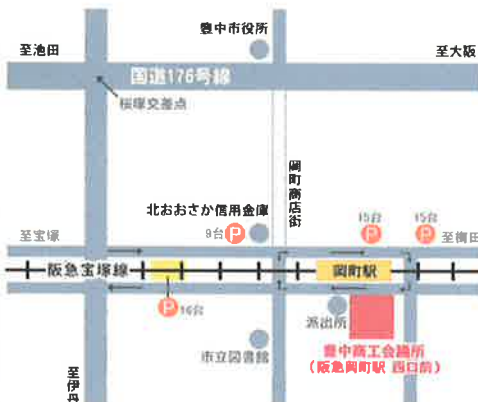 豊中市役所
至池田
至大阪
国道176号線
桜塚交差点
岡町商店街
北おおさか信用金庫
9台
P
15台
P
15台
P
至宝塚
至梅田
阪急宝塚線
岡町駅
P
16台
派出所
市立図書館
豊中商工会議所
(阪急岡町駅 西口前)
至伊丹